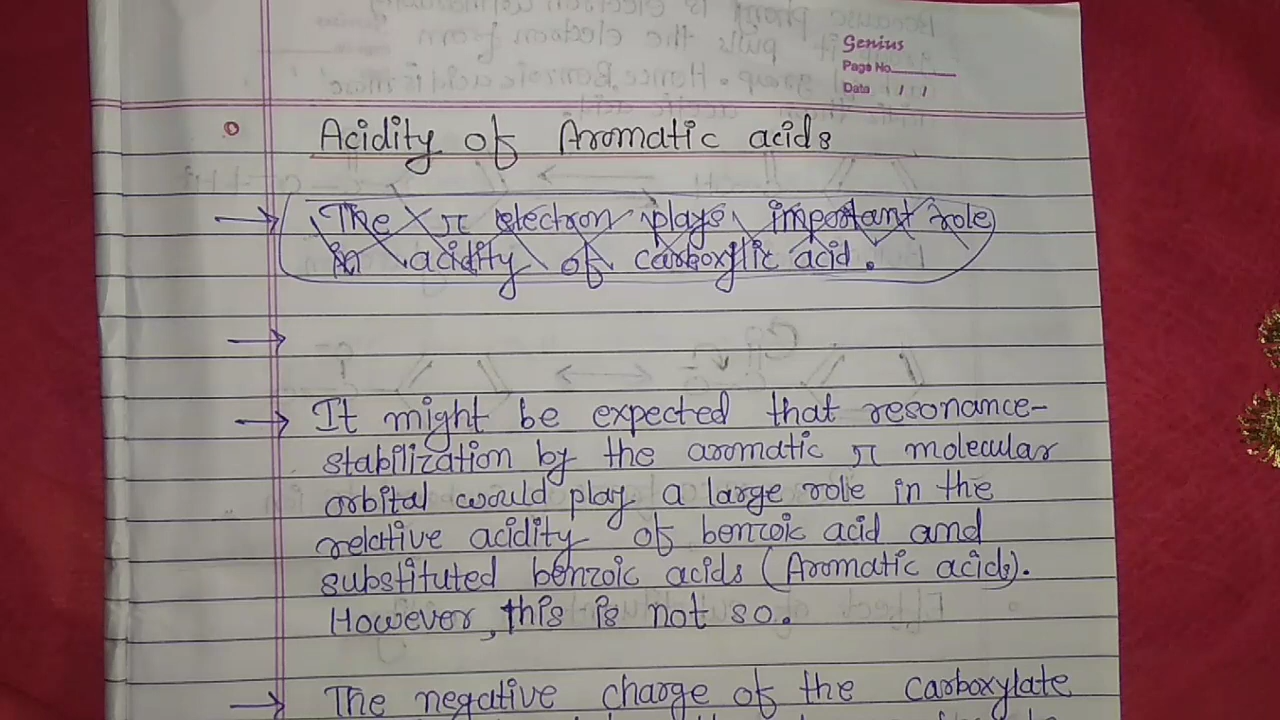 Genius
Page No.
Date / /
Acidity of Aromatic acids
→ The π electron plays important role
in acidity of carboxylic acid.
→
→ It might be expected that resonance-
stabilization by the aromatic π molecular
orbital would play a large role in the
relative acidity of benzoic acid and
substituted benzoic acids (Aromatic acids).
However, this is not so.
→ The negative charge of the carboxylate